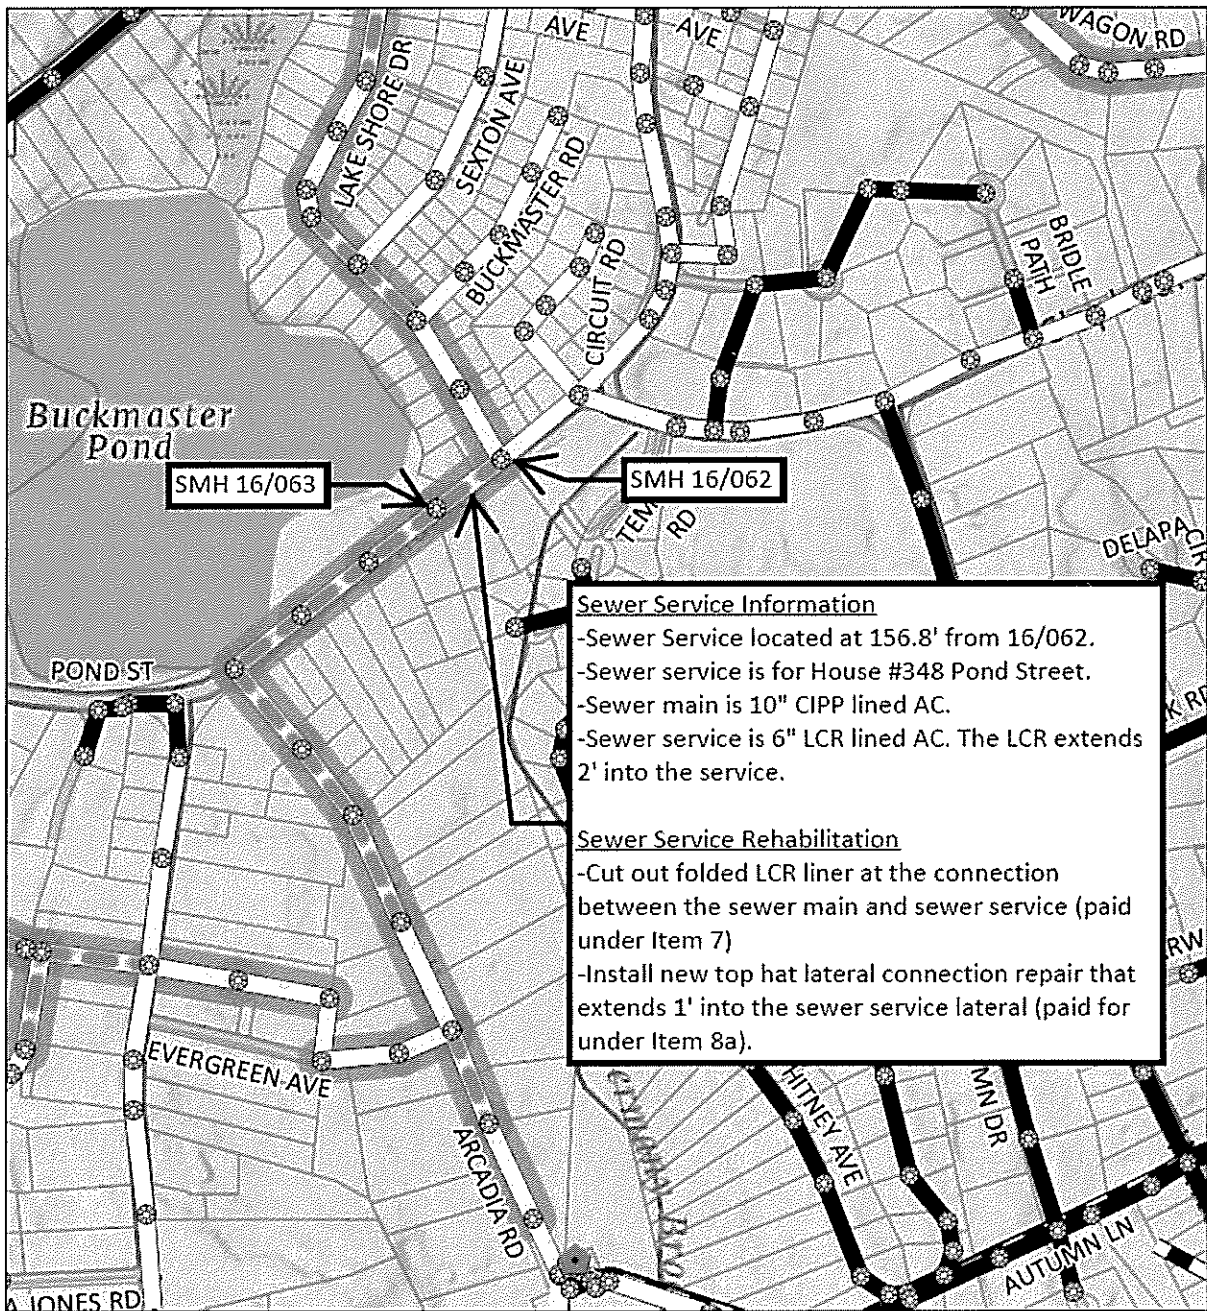 AVE
AVE
WAGON RD
LAKE SHORE DR
SEXTON AVE
BUCKMASTER RD
CIRCUIT RD
BRIDLE
PATH
Buckmaster
Pond
SMH 16/063
SMH 16/062
RD
DELAPA
CIR
POND ST
Sewer Service Information
-Sewer Service located at 156.8' from 16/062.
-Sewer service is for House #348 Pond Street.
-Sewer main is 10" CIPP lined AC.
-Sewer service is 6" LCR lined AC. The LCR extends
2' into the service.
Sewer Service Rehabilitation
-Cut out folded LCR liner at the connection
between the sewer main and sewer service (paid
under Item 7)
-Install new top hat lateral connection repair that
extends 1' into the sewer service lateral (paid for
under Item 8a).
K RD
RW
EVERGREEN AVE
ARCADIA RD
HITNEY AVE
MN DR
AUTUMN LN
A JONES RD